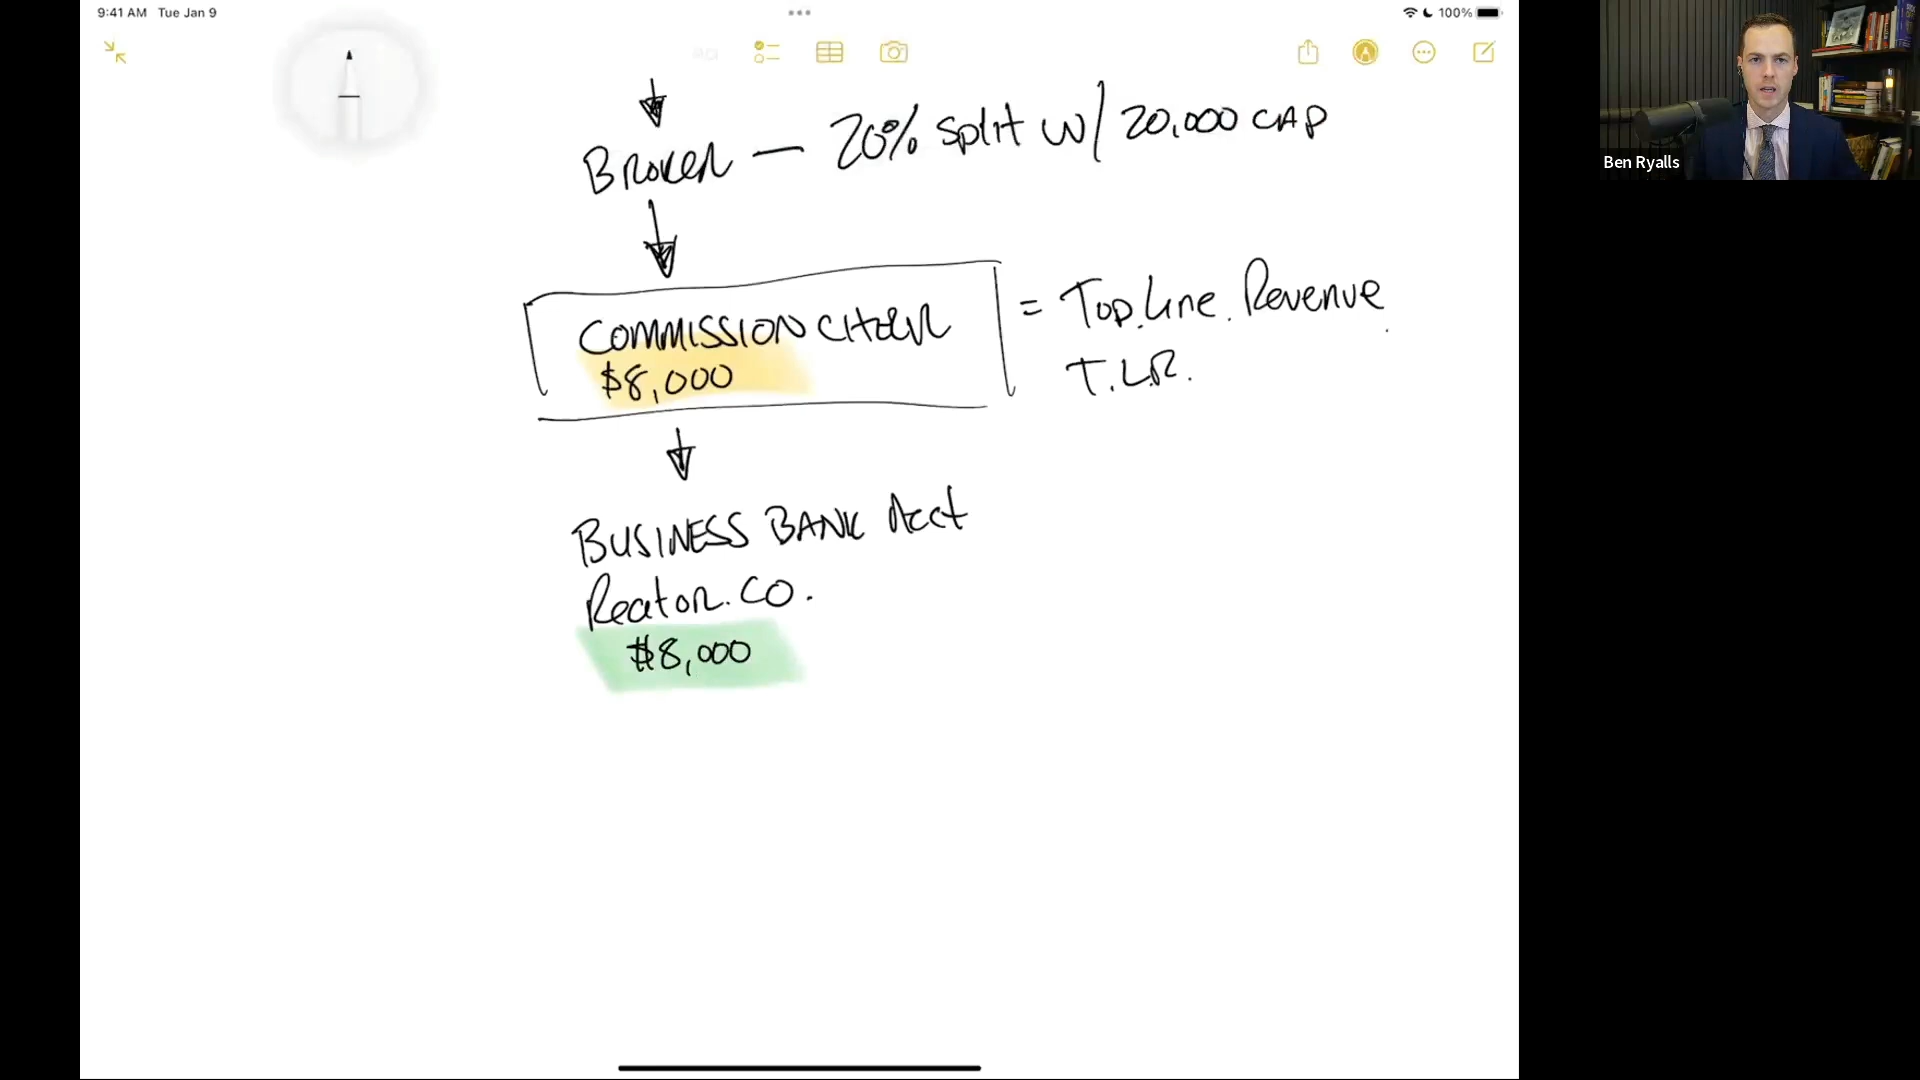 9:41 AM Tue Jan 9
100%
Broker — 20% split w/ 20,000 CAP
COMMISSION CHECK
$8,000
= Top.Line.Revenue
T.L.R.
BUSINESS BANK Acct
Reator.CO.
$8,000
Ben Ryalls